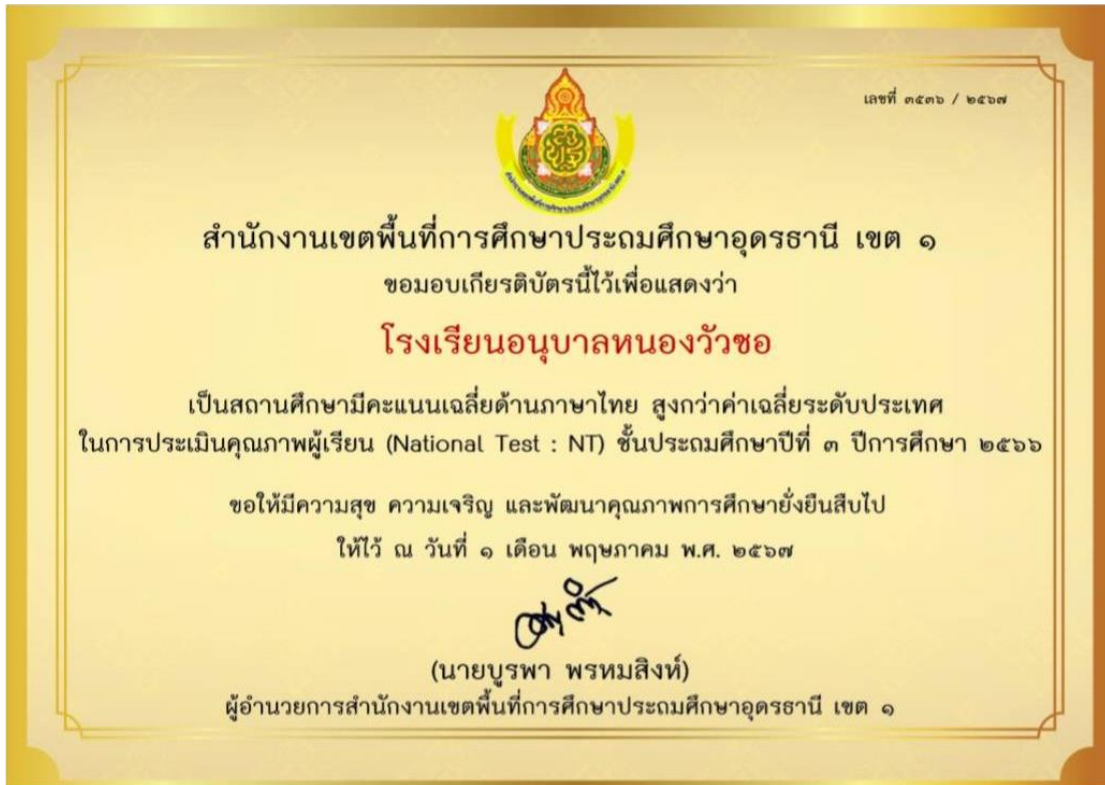 เลขที่ ๓๕๓๖ / ๒๕๖๗
สำนักงานเขตพื้นที่การศึกษาประถมศึกษาอุดรธานี เขต ๑
ขอมอบเกียรติบัตรนี้ไว้เพื่อแสดงว่า
โรงเรียนอนุบาลหนองวัวซอ
เป็นสถานศึกษามีคะแนนเฉลี่ยด้านภาษาไทย สูงกว่าค่าเฉลี่ยระดับประเทศ
ในการประเมินคุณภาพผู้เรียน (National Test : NT) ชั้นประถมศึกษาปีที่ ๓ ปีการศึกษา ๒๕๖๖
ขอให้มีความสุข ความเจริญ และพัฒนาคุณภาพการศึกษายั่งยืนสืบไป
ให้ไว้ ณ วันที่ ๑ เดือน พฤษภาคม พ.ศ. ๒๕๖๗
(นายบูรพา พรหมสิงห์)
ผู้อำนวยการสำนักงานเขตพื้นที่การศึกษาประถมศึกษาอุดรธานี เขต ๑